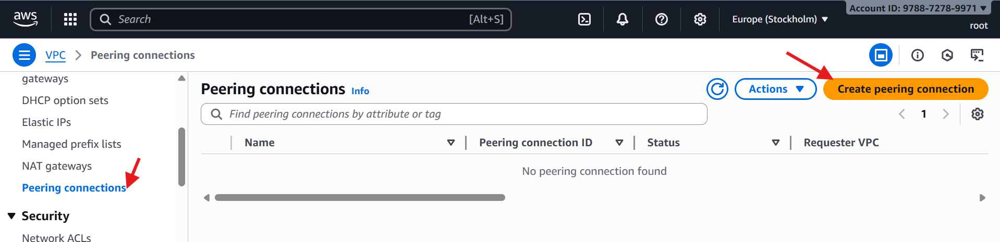 aws
Search
[Alt+S]
Europe (Stockholm)
Account ID: 9788-7278-9971
root
VPC
Peering connections
gateways
DHCP option sets
Elastic IPs
Managed prefix lists
NAT gateways
Peering connections
Security
Network ACLs
Peering connections Info
Actions
Create peering connection
Find peering connections by attribute or tag
1
Name
Peering connection ID
Status
Requester VPC
No peering connection found